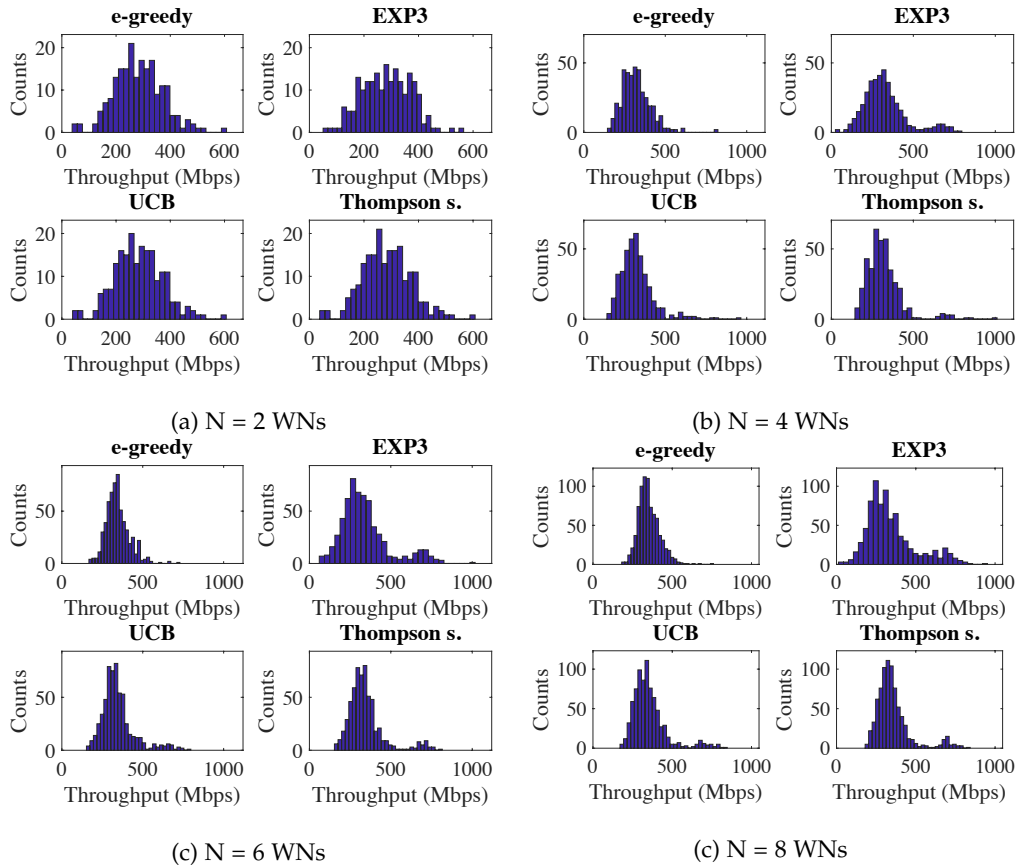 e-greedy
EXP3
20
10
0
Counts
0 200 400 600
Throughput (Mbps)
20
10
0
Counts
0 200 400 600
Throughput (Mbps)
UCB
Thompson s.
20
10
0
Counts
0 200 400 600
Throughput (Mbps)
20
10
0
Counts
0 200 400 600
Throughput (Mbps)
(a) N = 2 WNs
e-greedy
EXP3
50
0
Counts
0 500 1000
Throughput (Mbps)
50
0
Counts
0 500 1000
Throughput (Mbps)
UCB
Thompson s.
50
0
Counts
0 500 1000
Throughput (Mbps)
50
0
Counts
0 500 1000
Throughput (Mbps)
(b) N = 4 WNs
e-greedy
EXP3
50
0
Counts
0 500 1000
Throughput (Mbps)
50
0
Counts
0 500 1000
Throughput (Mbps)
UCB
Thompson s.
50
0
Counts
0 500 1000
Throughput (Mbps)
50
0
Counts
0 500 1000
Throughput (Mbps)
(c) N = 6 WNs
e-greedy
EXP3
100
50
0
Counts
0 500 1000
Throughput (Mbps)
100
50
0
Counts
0 500 1000
Throughput (Mbps)
UCB
Thompson s.
100
50
0
Counts
0 500 1000
Throughput (Mbps)
100
50
0
Counts
0 500 1000
Throughput (Mbps)
(c) N = 8 WNs